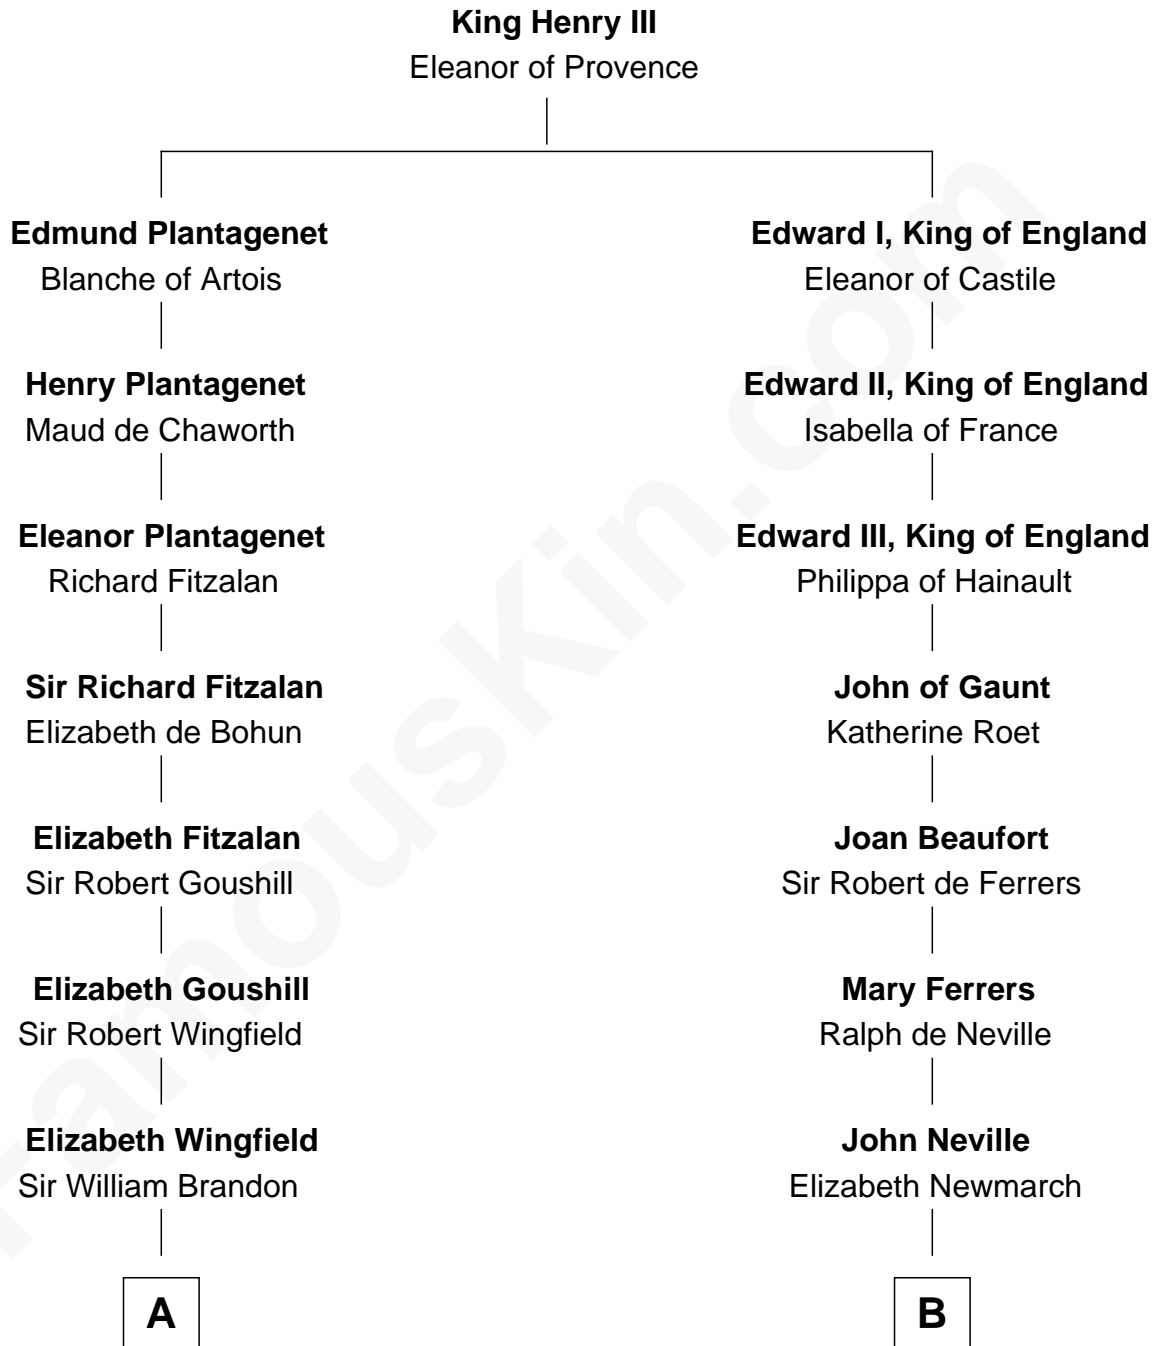 King Henry III
Eleanor of Provence
Edmund Plantagenet
Blanche of Artois
Edward I, King of England
Eleanor of Castile
Henry Plantagenet
Maud de Chaworth
Edward II, King of England
Isabella of France
Eleanor Plantagenet
Richard Fitzalan
Edward III, King of England
Philippa of Hainault
Sir Richard Fitzalan
Elizabeth de Bohun
John of Gaunt
Katherine Roet
Elizabeth Fitzalan
Sir Robert Goushill
Joan Beaufort
Sir Robert de Ferrers
Elizabeth Goushill
Sir Robert Wingfield
Mary Ferrers
Ralph de Neville
Elizabeth Wingfield
Sir William Brandon
John Neville
Elizabeth Newmarch
A
B
FamousKin.com